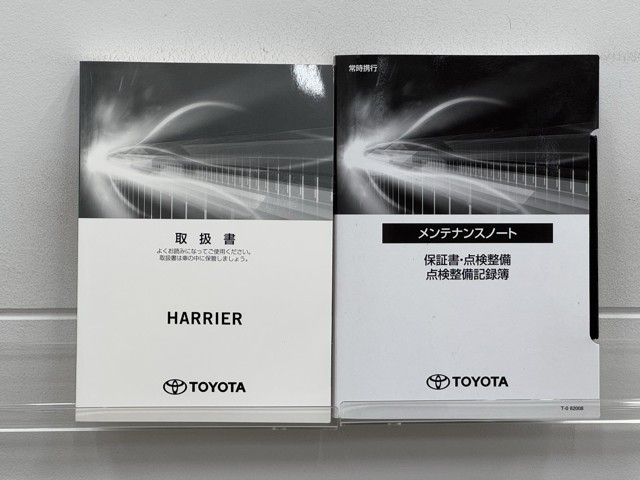 取扱書
よくお読みになってご使用ください。
取扱書は車の中に保管しましょう。
HARRIER
TOYOTA
常時携行
メンテナンスノート
保証書・点検整備
点検整備記録簿
TOYOTA
T-0 62008